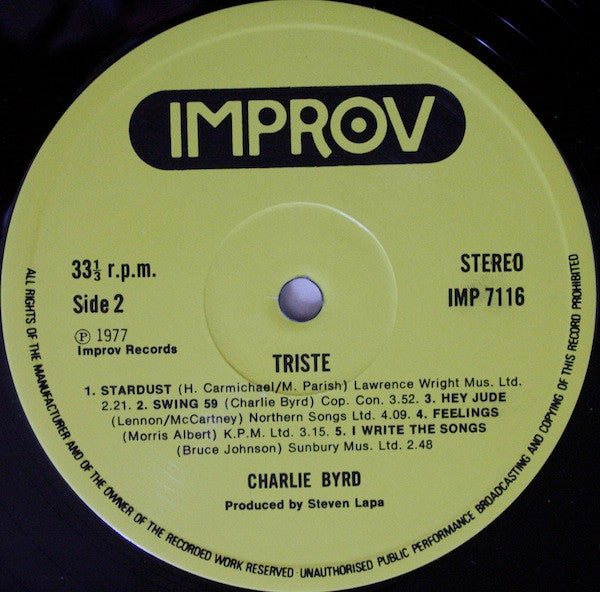 IMPROV
33⅓ r.p.m.
STEREO
Side 2
IMP 7116
Ⓟ 1977
Improv Records
TRISTE
1. STARDUST (H. Carmichael/M. Parish) Lawrence Wright Mus. Ltd.
2.21. 2. SWING 59 (Charlie Byrd) Cop. Con. 3.52. 3. HEY JUDE
(Lennon/McCartney) Northern Songs Ltd. 4.09. 4. FEELINGS
(Morris Albert) K.P.M. Ltd. 3.15. 5. I WRITE THE SONGS
(Bruce Johnson) Sunbury Mus. Ltd. 2.48
CHARLIE BYRD
Produced by Steven Lapa
ALL RIGHTS OF THE MANUFACTURER AND OF THE OWNER OF THE RECORDED WORK RESERVED · UNAUTHORISED PUBLIC PERFORMANCE BROADCASTING AND COPYING OF THIS RECORD PROHIBITED